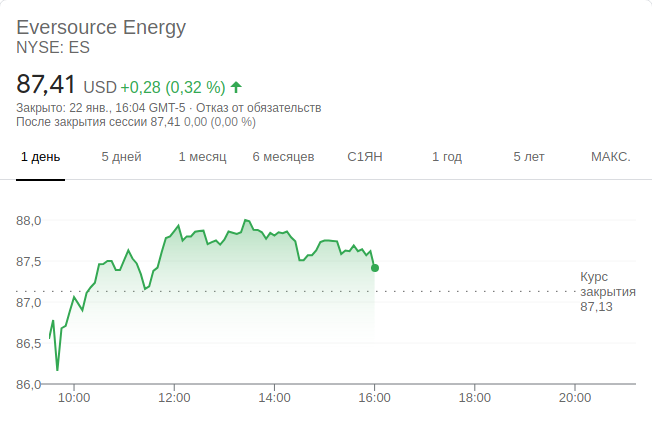 Eversource Energy
NYSE: ES
87,41 USD +0,28 (0,32 %)
Закрыто: 22 янв., 16:04 GMT-5 · Отказ от обязательств
После закрытия сессии 87,41 0,00 (0,00 %)
1 день 5 дней 1 месяц 6 месяцев С1ЯН 1 год 5 лет МАКС.
88,0
87,5
Курс
закрытия
87,13
87,0
86,5
86,0
10:00 12:00 14:00 16:00 18:00 20:00